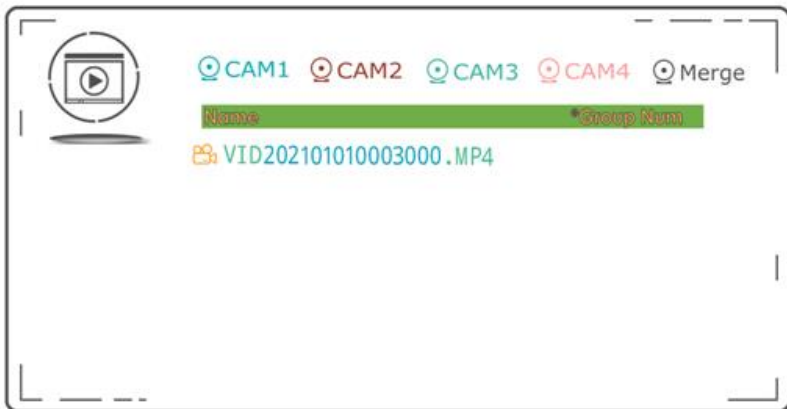 CAM1 CAM2 CAM3 CAM4 Merge
Name *Group Num
VID202101010003000.MP4